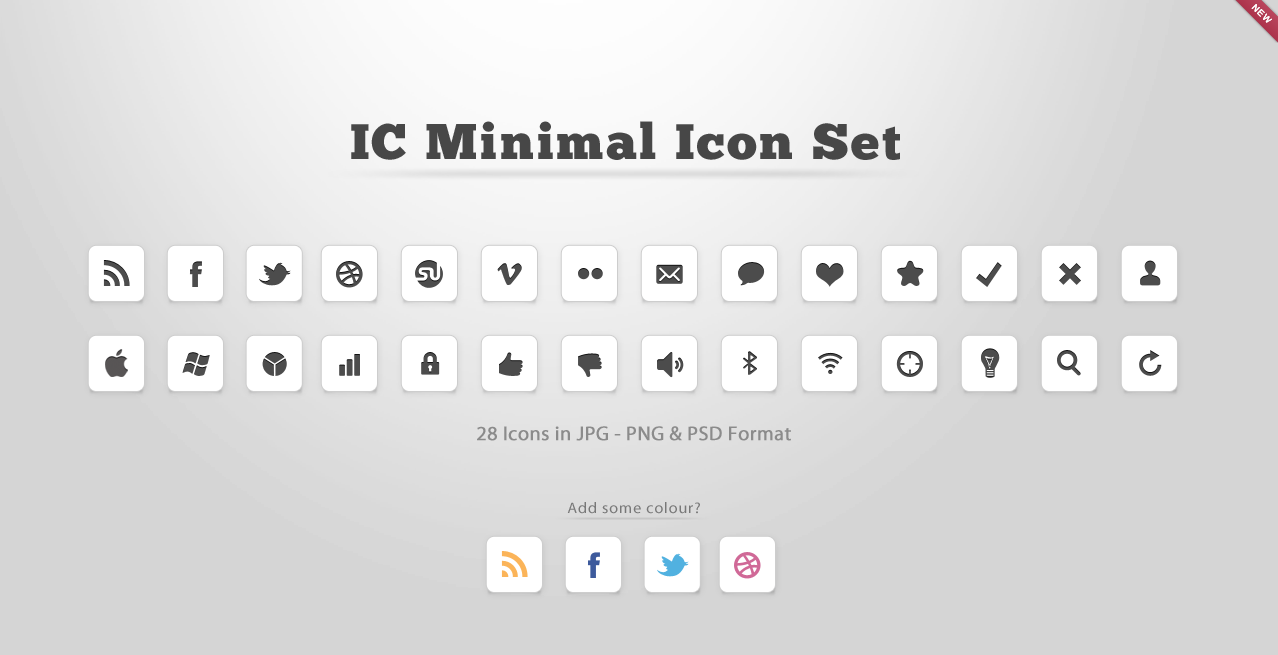 NEW
IC Minimal Icon Set
28 Icons in JPG - PNG & PSD Format
Add some colour?